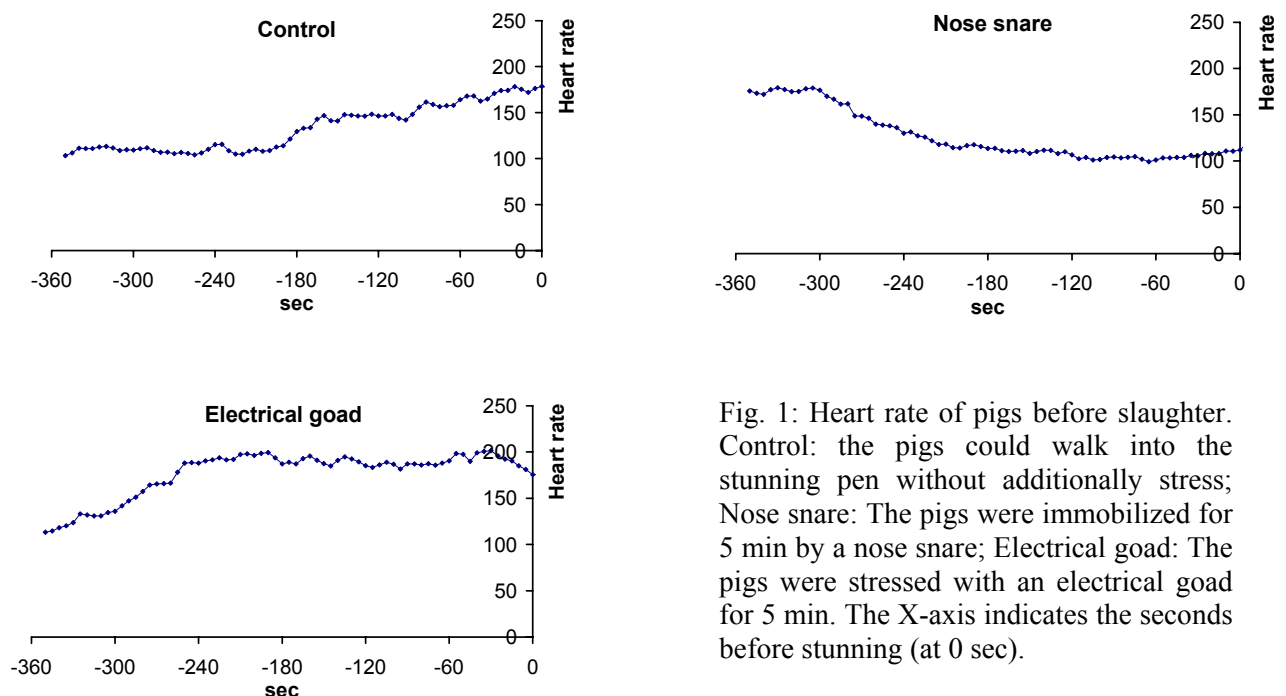 Control
250
200
150
100
50
0
Heart rate
-360 -300 -240 -180 -120 -60 0
sec
Nose snare
250
200
150
100
50
0
Heart rate
-360 -300 -240 -180 -120 -60 0
sec
Electrical goad
250
200
150
100
50
0
Heart rate
-360 -300 -240 -180 -120 -60 0
sec
Fig. 1: Heart rate of pigs before slaughter.
Control: the pigs could walk into the
stunning pen without additionally stress;
Nose snare: The pigs were immobilized for
5 min by a nose snare; Electrical goad: The
pigs were stressed with an electrical goad
for 5 min. The X-axis indicates the seconds
before stunning (at 0 sec).